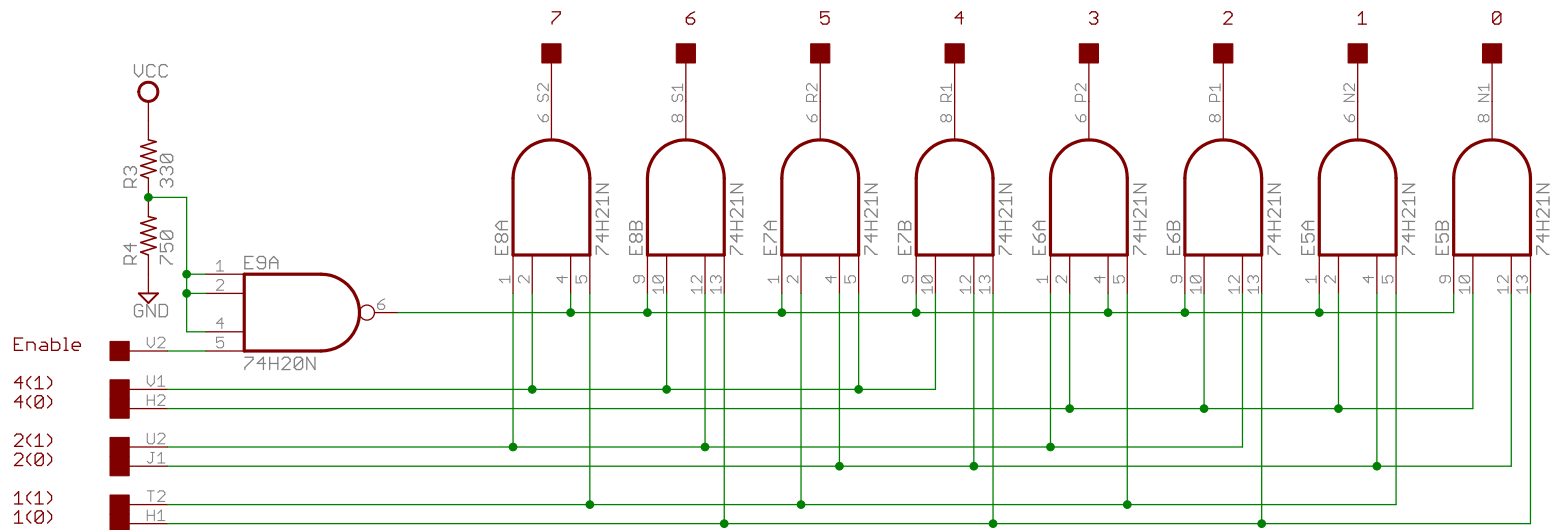 7 6 5 4 3 2 1 0
VCC
6 S2 8 S1 6 R2 8 R1 6 P2 8 P1 6 N2 8 N1
R3 330
R4 750
GND
E8A 74H21N E8B 74H21N E7A 74H21N E7B 74H21N E6A 74H21N E6B 74H21N E5A 74H21N E5B 74H21N
1 2 4 5 9 10 12 13 1 2 4 5 9 10 12 13 1 2 4 5 9 10 12 13 1 2 4 5 9 10 12 13
E9A
1
2
6
4
5
74H20N
Enable V2
4(1) V1
4(0) H2
2(1) U2
2(0) J1
1(1) T2
1(0) H1